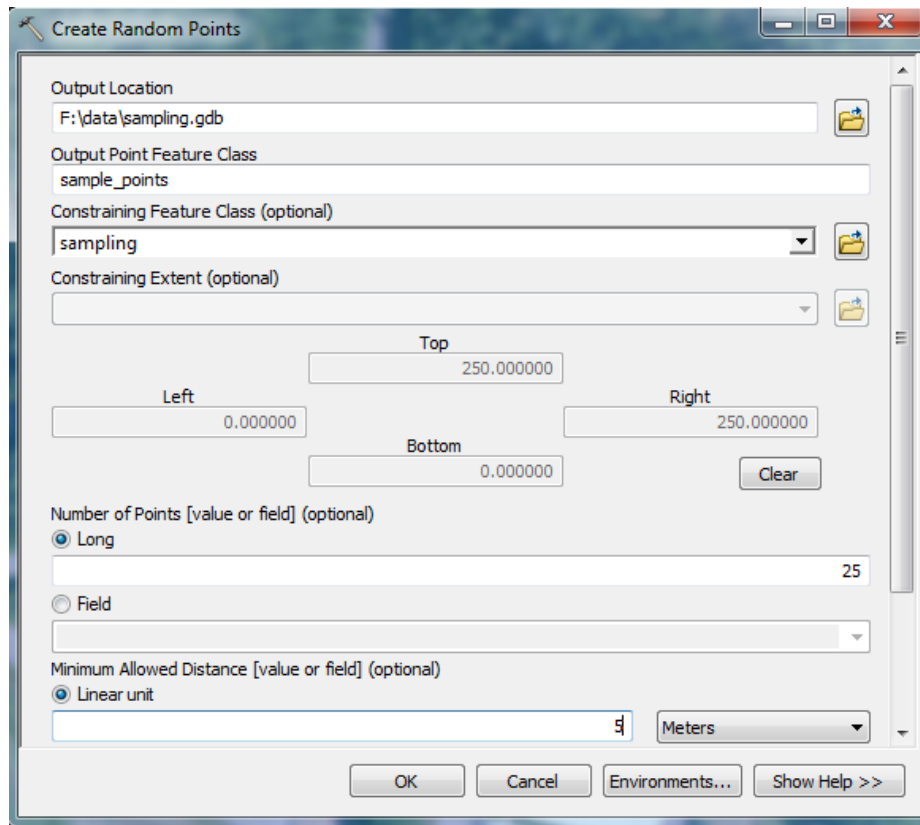 Create Random Points
Output Location
F:\data\sampling.gdb
Output Point Feature Class
sample_points
Constraining Feature Class (optional)
sampling
Constraining Extent (optional)
Top
250.000000
Left Right
0.000000 250.000000
Bottom
0.000000
Clear
Number of Points [value or field] (optional)
Long
25
Field
Minimum Allowed Distance [value or field] (optional)
Linear unit
5 Meters
OK Cancel Environments... Show Help >>